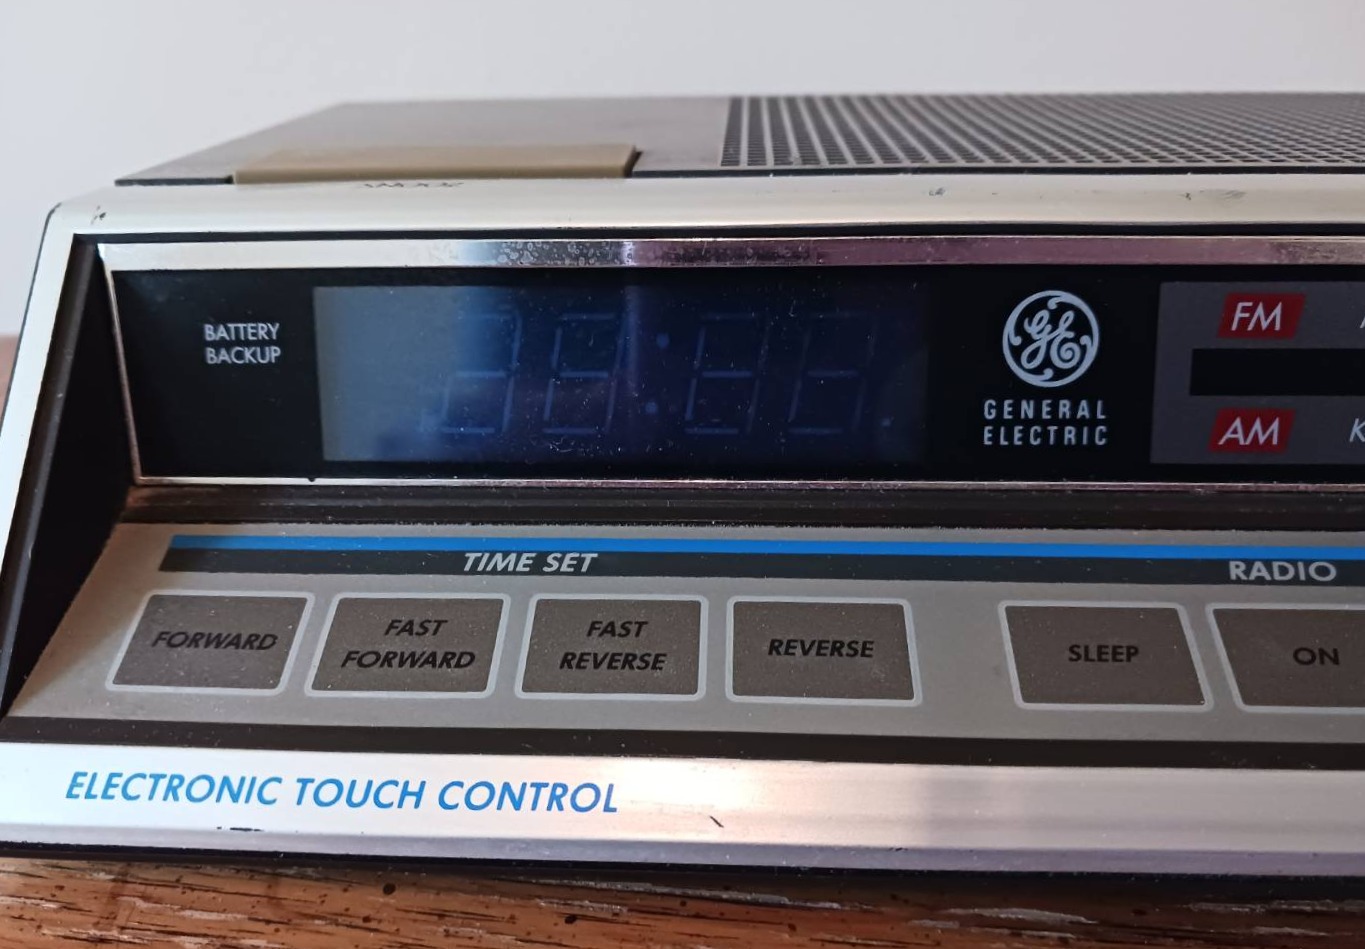 BATTERY
BACKUP
GE
GENERAL
ELECTRIC
FM
AM
K
TIME SET
RADIO
FORWARD
FAST
FORWARD
FAST
REVERSE
REVERSE
SLEEP
ON
ELECTRONIC TOUCH CONTROL